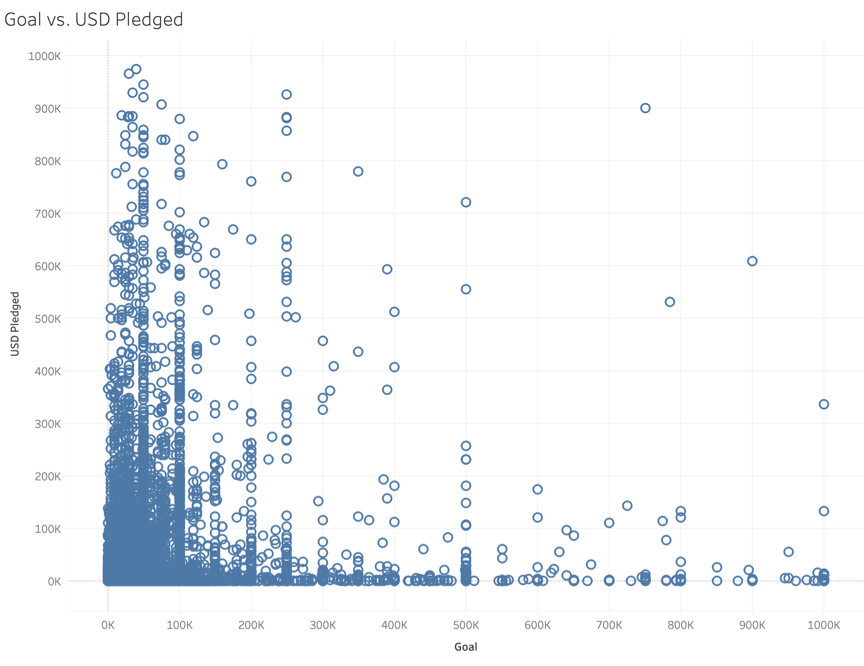 Goal vs. USD Pledged
1000K
900K
800K
700K
600K
500K
400K
300K
200K
100K
0K
USD Pledged
0K 100K 200K 300K 400K 500K 600K 700K 800K 900K 1000K
Goal